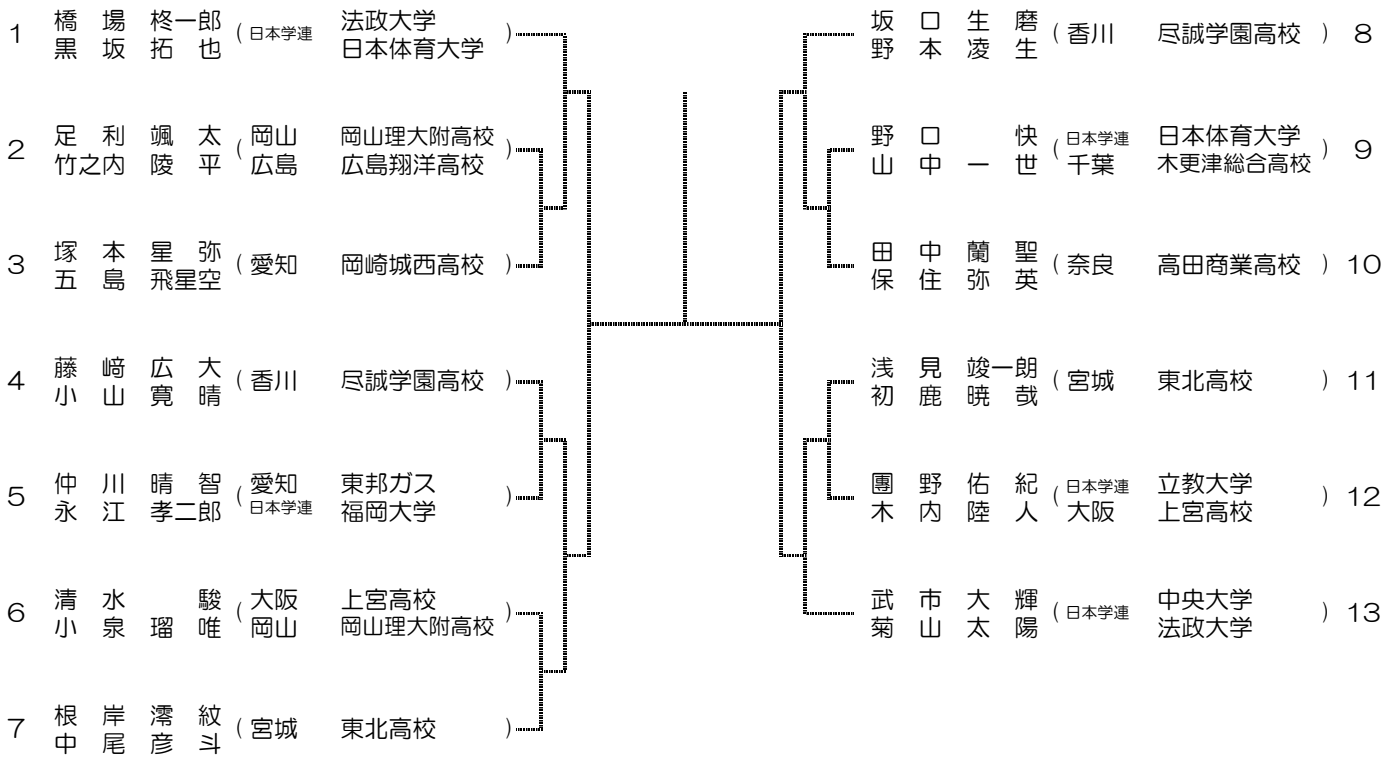 1 橋場柊一郎 ( 日本学連 法政大学 )
黒坂拓也 日本体育大学
2 足利颯太 ( 岡山 岡山理大附高校 )
竹之内陵平 広島 広島翔洋高校
3 塚本星弥 ( 愛知 岡崎城西高校 )
五島飛星空
4 藤﨑広大 ( 香川 尽誠学園高校 )
小山寛晴
5 仲川晴智 ( 愛知 東邦ガス )
永江孝二郎 日本学連 福岡大学
6 清水駿 ( 大阪 上宮高校 )
小泉瑠唯 岡山 岡山理大附高校
7 根岸澪紋 ( 宮城 東北高校 )
中尾彦斗
坂口生磨 ( 香川 尽誠学園高校 ) 8
野本凌生
野口快 ( 日本学連 日本体育大学 ) 9
山中一世 千葉 木更津総合高校
田中蘭聖 ( 奈良 高田商業高校 ) 10
保住弥英
浅見竣一朗 ( 宮城 東北高校 ) 11
初鹿暁哉
團野佑紀 ( 日本学連 立教大学 ) 12
木内陸人 大阪 上宮高校
武市大輝 ( 日本学連 中央大学 ) 13
菊山太陽 法政大学